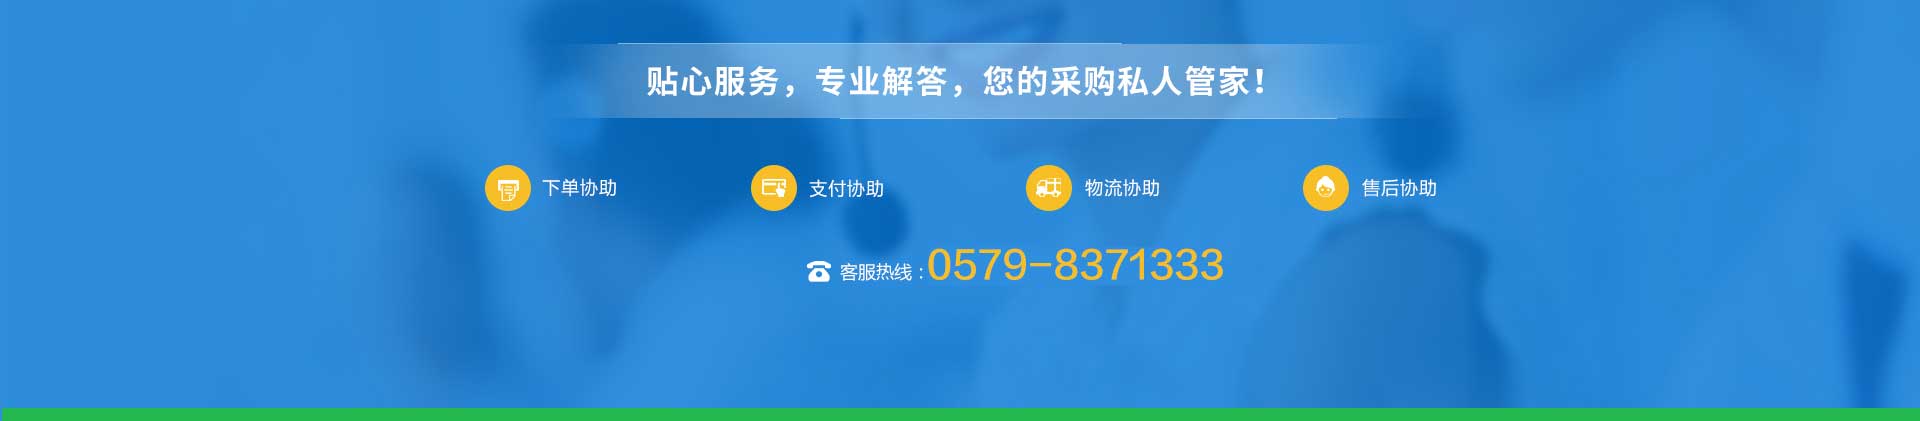 贴心服务，专业解答，您的采购私人管家！
下单协助 支付协助 物流协助 售后协助
客服热线：0579-8371333